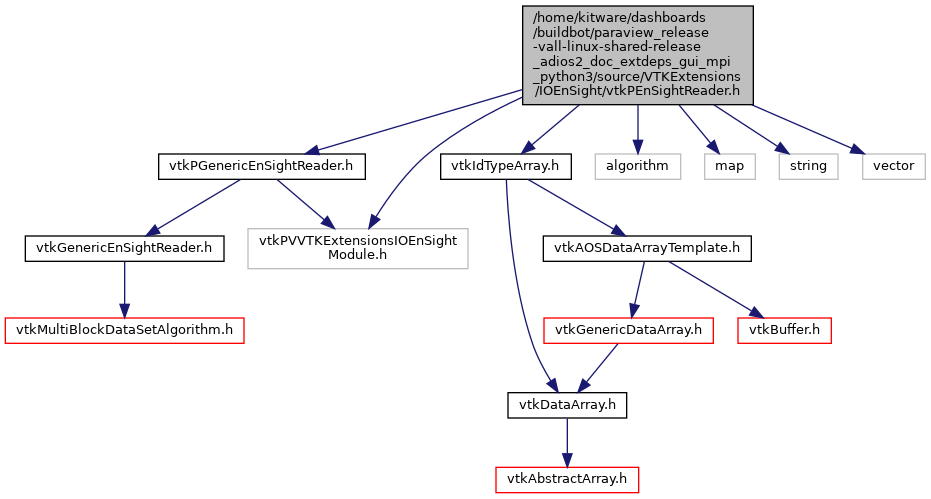 /home/kitware/dashboards
/buildbot/paraview_release
-vall-linux-shared-release
_adios2_doc_extdeps_gui_mpi
_python3/source/VTKExtensions
/IOEnSight/vtkPEnSightReader.h
vtkPGenericEnSightReader.h
vtkIdTypeArray.h
algorithm
map
string
vector
vtkGenericEnSightReader.h
vtkPVVTKExtensionsIOEnSight
Module.h
vtkAOSDataArrayTemplate.h
vtkMultiBlockDataSetAlgorithm.h
vtkGenericDataArray.h
vtkBuffer.h
vtkDataArray.h
vtkAbstractArray.h